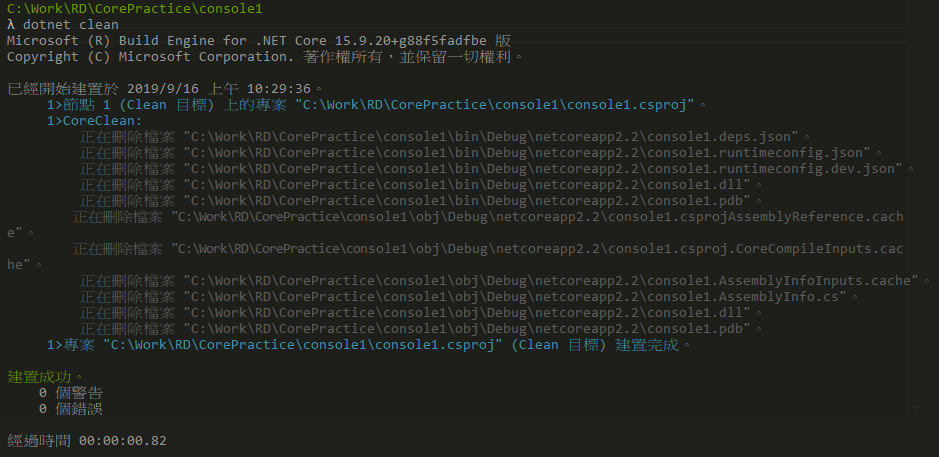 C:\Work\RD\CorePractice\console1
λ dotnet clean
Microsoft (R) Build Engine for .NET Core 15.9.20+g88f5fadfbe 版
Copyright (C) Microsoft Corporation. 著作權所有，並保留一切權利。
已經開始建置於 2019/9/16 上午 10:29:36。
1>節點 1 (Clean 目標) 上的專案 "C:\Work\RD\CorePractice\console1\console1.csproj"。
1>CoreClean:
正在刪除檔案 "C:\Work\RD\CorePractice\console1\bin\Debug\netcoreapp2.2\console1.deps.json"。
正在刪除檔案 "C:\Work\RD\CorePractice\console1\bin\Debug\netcoreapp2.2\console1.runtimeconfig.json"。
正在刪除檔案 "C:\Work\RD\CorePractice\console1\bin\Debug\netcoreapp2.2\console1.runtimeconfig.dev.json"。
正在刪除檔案 "C:\Work\RD\CorePractice\console1\bin\Debug\netcoreapp2.2\console1.dll"。
正在刪除檔案 "C:\Work\RD\CorePractice\console1\bin\Debug\netcoreapp2.2\console1.pdb"。
正在刪除檔案 "C:\Work\RD\CorePractice\console1\obj\Debug\netcoreapp2.2\console1.csprojAssemblyReference.cach
e"。
正在刪除檔案 "C:\Work\RD\CorePractice\console1\obj\Debug\netcoreapp2.2\console1.csproj.CoreCompileInputs.cac
he"。
正在刪除檔案 "C:\Work\RD\CorePractice\console1\obj\Debug\netcoreapp2.2\console1.AssemblyInfoInputs.cache"。
正在刪除檔案 "C:\Work\RD\CorePractice\console1\obj\Debug\netcoreapp2.2\console1.AssemblyInfo.cs"。
正在刪除檔案 "C:\Work\RD\CorePractice\console1\obj\Debug\netcoreapp2.2\console1.dll"。
正在刪除檔案 "C:\Work\RD\CorePractice\console1\obj\Debug\netcoreapp2.2\console1.pdb"。
1>專案 "C:\Work\RD\CorePractice\console1\console1.csproj" (Clean 目標) 建置完成。
建置成功。
0 個警告
0 個錯誤
經過時間 00:00:00.82